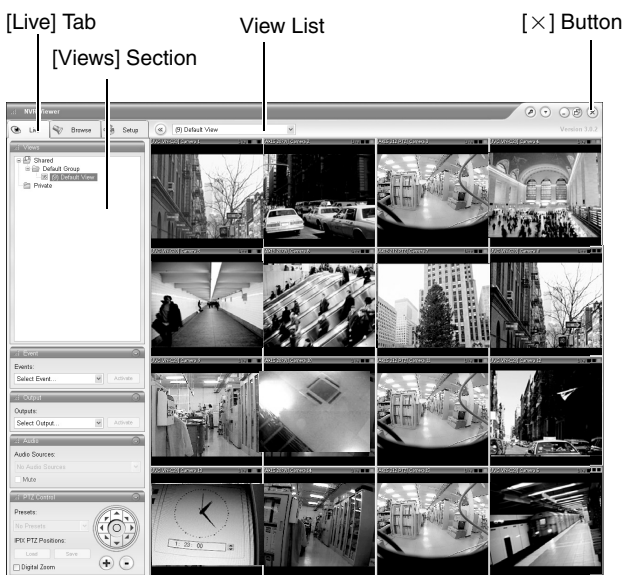 [Live] Tab
View List
[×] Button
[Views] Section
NVR Viewer
Live
Browse
Setup
(9) Default View
Version 3.0.2
Views
Shared
Default Group
(9) Default View
Private
Event
Events:
Select Event...
Activate
Output
Outputs:
Select Output...
Activate
Audio
Audio Sources:
No Audio Sources
Mute
PTZ Control
Presets:
No Presets
IPIX PTZ Positions:
Load
Save
Digital Zoom